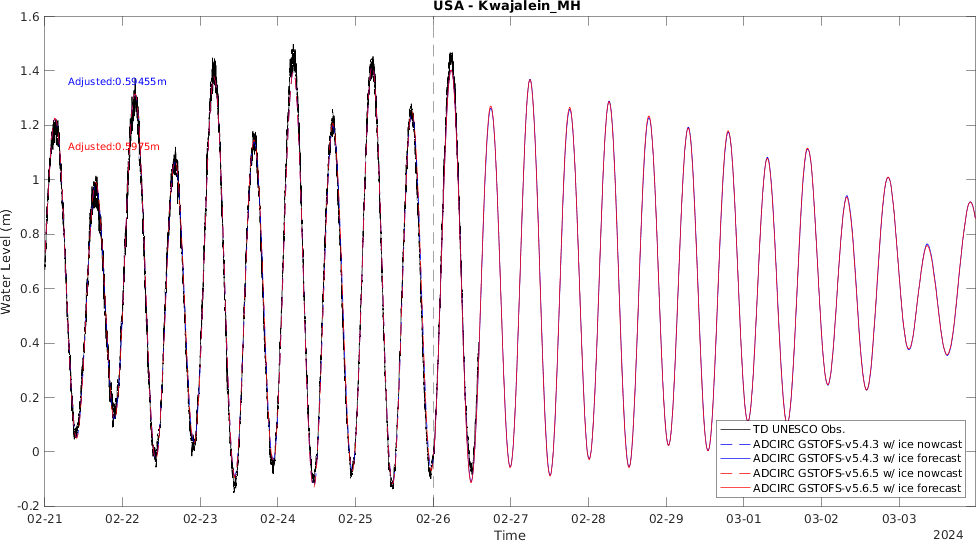 USA - Kwajalein_MH
1.6
1.4
1.2
1
0.8
0.6
0.4
0.2
0
-0.2
Water Level (m)
Adjusted:0.59455m
Adjusted:0.5975m
TD UNESCO Obs.
ADCIRC GSTOFS-v5.4.3 w/ ice nowcast
ADCIRC GSTOFS-v5.4.3 w/ ice forecast
ADCIRC GSTOFS-v5.6.5 w/ ice nowcast
ADCIRC GSTOFS-v5.6.5 w/ ice forecast
02-21 02-22 02-23 02-24 02-25 02-26 02-27 02-28 02-29 03-01 03-02 03-03
Time
2024